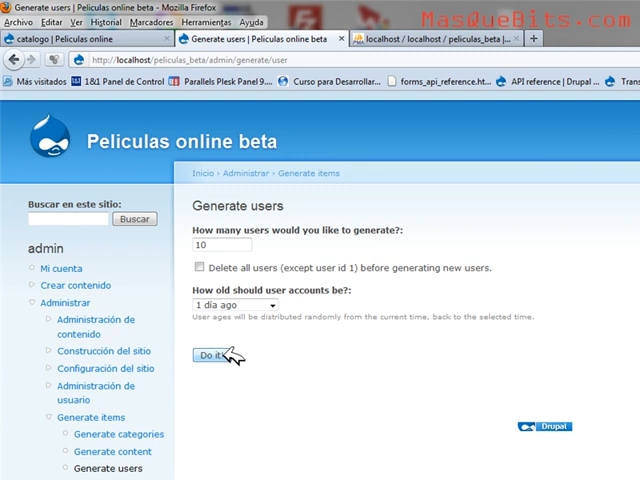 Generate users | Peliculas online beta - Mozilla Firefox
MasQueBits.com
Archivo Editar Ver Historial Marcadores Herramientas Ayuda
catalogo | Peliculas online
Generate users | Peliculas online beta
localhost / localhost / peliculas_beta |...
http://localhost/peliculas_beta/admin/generate/user
Más visitados
1&1 Panel de Control
Parallels Plesk Panel 9....
Curso para Desarrollar...
forms_api_reference.ht...
API reference | Drupal ...
Trans
Peliculas online beta
Inicio › Administrar › Generate items
Buscar en este sitio:
Buscar
admin
Mi cuenta
Crear contenido
Administrar
Administración de
contenido
Construcción del sitio
Configuración del sitio
Administración de
usuario
Generate items
Generate categories
Generate content
Generate users
Generate users
How many users would you like to generate?:
10
Delete all users (except user id 1) before generating new users.
How old should user accounts be?:
1 día ago
User ages will be distributed randomly from the current time, back to the selected time.
Do it!
Drupal